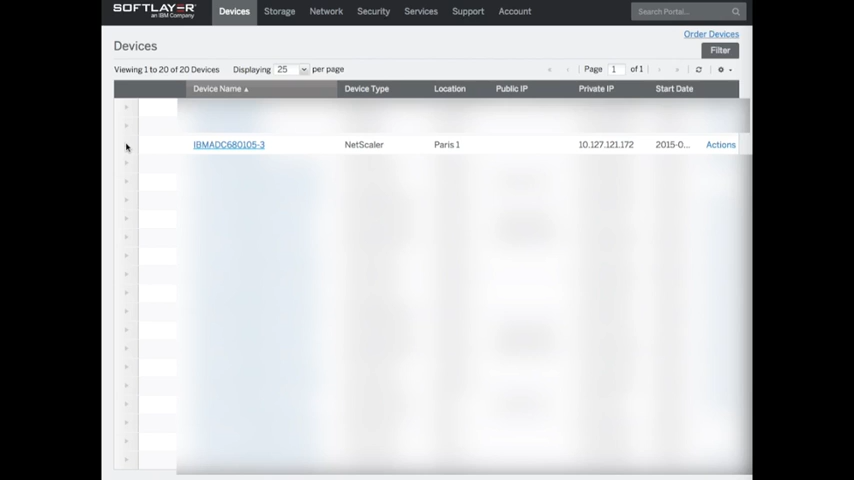 SOFTLAYER
an IBM Company
Devices Storage Network Security Services Support Account Search Portal...
Order Devices
Devices
Filter
Viewing 1 to 20 of 20 Devices Displaying 25 per page Page 1 of 1
Device Name Device Type Location Public IP Private IP Start Date
IBMADC680105-3 NetScaler Paris 1 10.127.121.172 2015-0... Actions